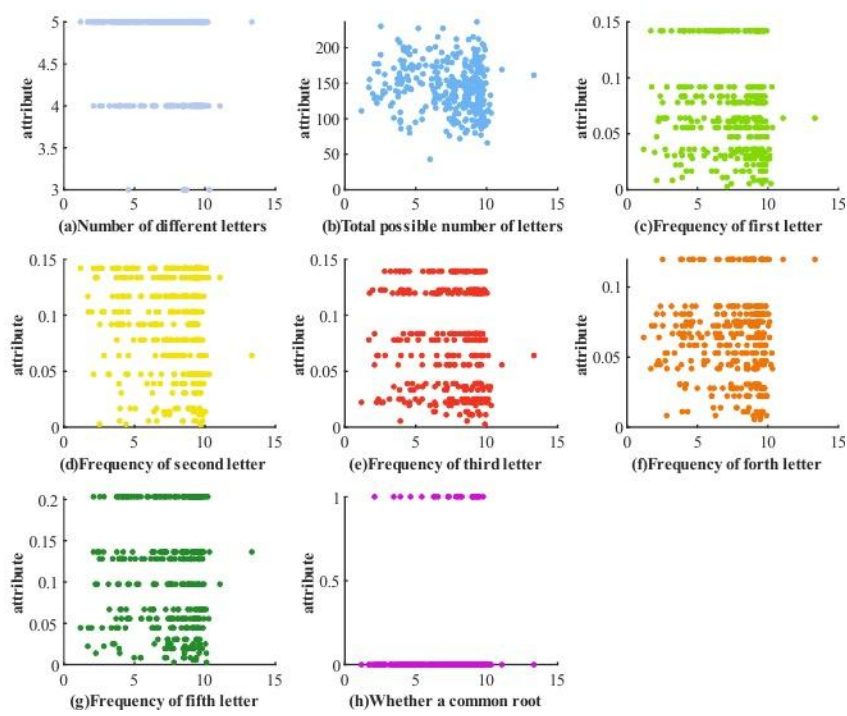 5
4.5
4
3.5
3
attribute
0 5 10 15
(a)Number of different letters
200
150
100
50
0
attribute
0 5 10 15
(b)Total possible number of letters
0.15
0.1
0.05
0
attribute
0 5 10 15
(c)Frequency of first letter
0.15
0.1
0.05
0
attribute
0 5 10 15
(d)Frequency of second letter
0.15
0.1
0.05
0
attribute
0 5 10 15
(e)Frequency of third letter
0.1
0.05
0
attribute
0 5 10 15
(f)Frequency of forth letter
0.2
0.15
0.1
0.05
0
attribute
0 5 10 15
(g)Frequency of fifth letter
1
0.5
0
attribute
0 5 10 15
(h)Whether a common root